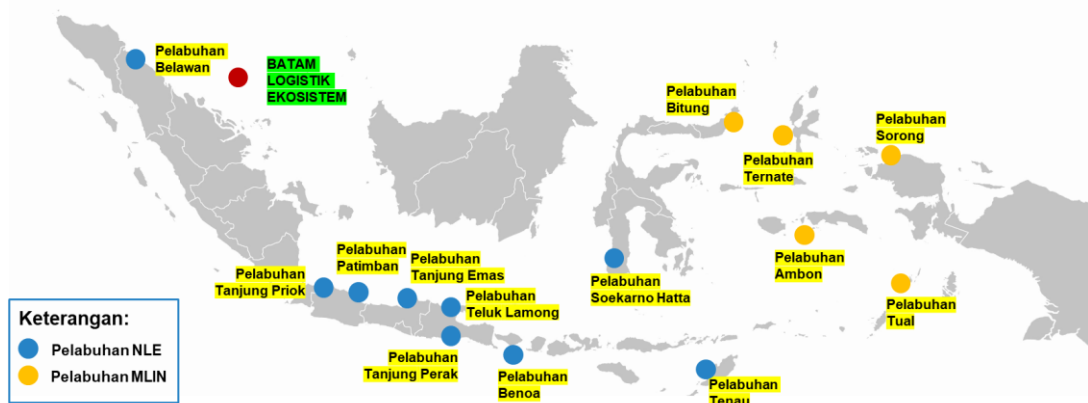 Pelabuhan
Belawan
BATAM
LOGISTIK
EKOSISTEM
Pelabuhan
Bitung
Pelabuhan
Sorong
Pelabuhan
Ternate
Pelabuhan
Ambon
Pelabuhan
Tual
Pelabuhan
Soekarno Hatta
Pelabuhan
Patimban
Pelabuhan
Tanjung Emas
Pelabuhan
Tanjung Priok
Pelabuhan
Teluk Lamong
Pelabuhan
Tanjung Perak
Pelabuhan
Benoa
Pelabuhan
Tenau
Keterangan:
Pelabuhan NLE
Pelabuhan MLIN